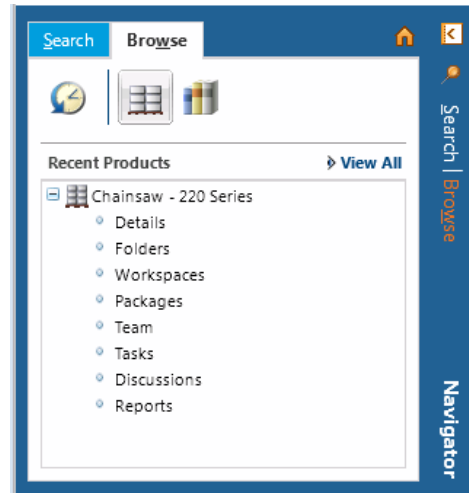 Search Browse
Recent Products View All
Chainsaw - 220 Series
Details
Folders
Workspaces
Packages
Team
Tasks
Discussions
Reports
Search | Browse
Navigator